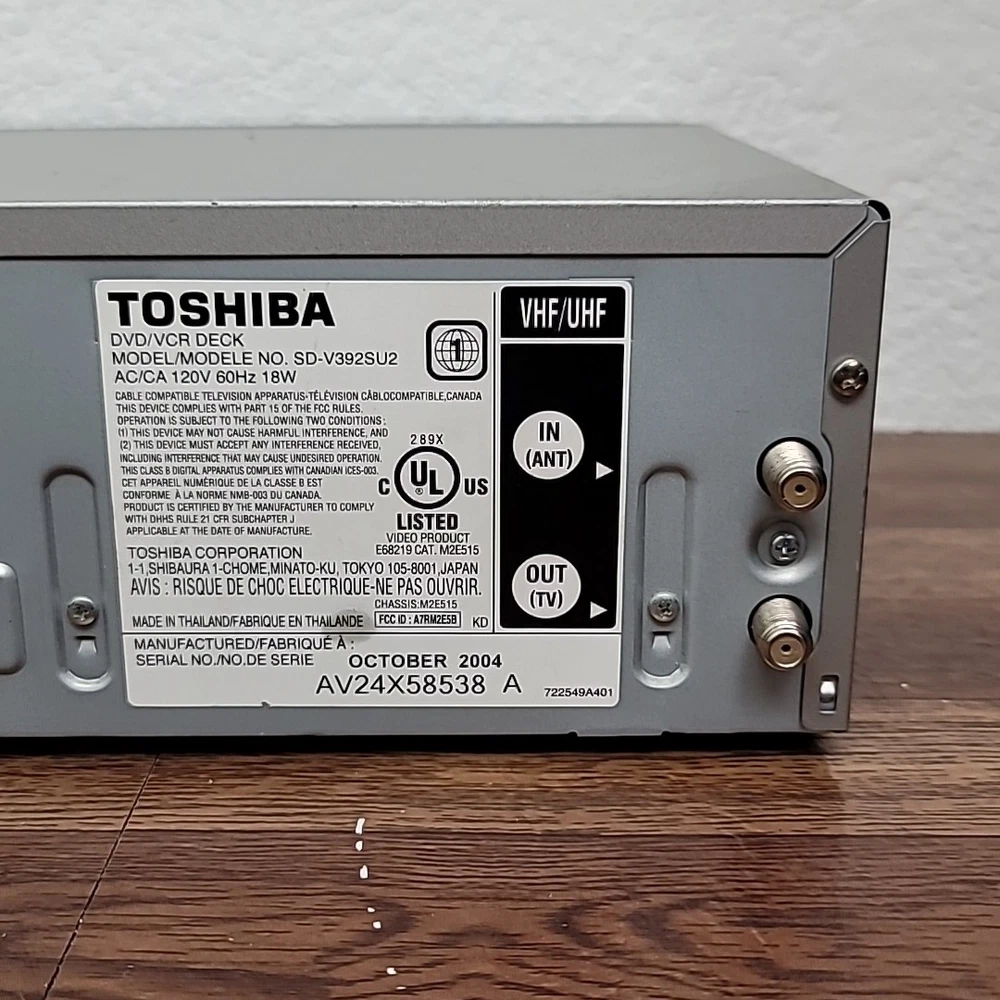 TOSHIBA
DVD/VCR DECK
MODEL/MODELE NO. SD-V392SU2
AC/CA 120V 60Hz 18W
1
CABLE COMPATIBLE TELEVISION APPARATUS•TÉLÉVISION CÂBLOCOMPATIBLE,CANADA
THIS DEVICE COMPLIES WITH PART 15 OF THE FCC RULES.
OPERATION IS SUBJECT TO THE FOLLOWING TWO CONDITIONS:
(1) THIS DEVICE MAY NOT CAUSE HARMFUL INTERFERENCE, AND
(2) THIS DEVICE MUST ACCEPT ANY INTERFERENCE RECEIVED,
INCLUDING INTERFERENCE THAT MAY CAUSE UNDESIRED OPERATION.
THIS CLASS B DIGITAL APPARATUS COMPLIES WITH CANADIAN ICES-003.
CET APPAREIL NUMÉRIQUE DE LA CLASSE B EST
CONFORME À LA NORME NMB-003 DU CANADA.
PRODUCT IS CERTIFIED BY THE MANUFACTURER TO COMPLY
WITH DHHS RULE 21 CFR SUBCHAPTER J
APPLICABLE AT THE DATE OF MANUFACTURE.
289X
C UL ® US
LISTED
VIDEO PRODUCT
E68219 CAT. M2E515
TOSHIBA CORPORATION
1-1,SHIBAURA 1-CHOME,MINATO-KU, TOKYO 105-8001,JAPAN
AVIS : RISQUE DE CHOC ELECTRIQUE-NE PAS OUVRIR.
CHASSIS:M2E515
MADE IN THAILAND/FABRIQUÉ EN THAILANDE FCC ID : A7RM2E5B KD
MANUFACTURED/FABRIQUÉ À :
SERIAL NO./NO.DE SERIE OCTOBER 2004
AV24X58538 A 722549A401
VHF/UHF
IN
(ANT)
OUT
(TV)